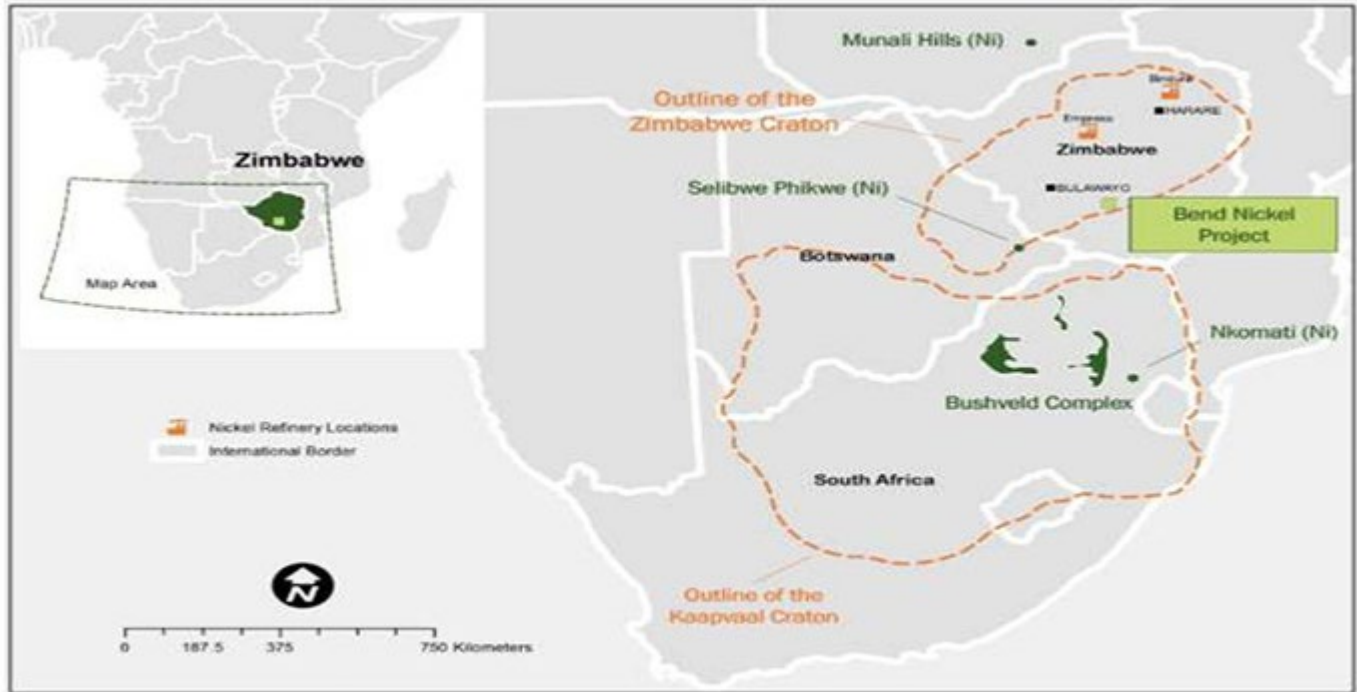 Zimbabwe
Map Area
Munali Hills (Ni)
Outline of the
Zimbabwe Craton
Bindura
HARARE
Empress
Zimbabwe
Selibwe Phikwe (Ni)
BULAWAYO
Bend Nickel
Project
Botswana
Nkomati (Ni)
Bushveld Complex
Nickel Refinery Locations
International Border
South Africa
Outline of the
Kaapvaal Craton
N
0 187.5 375 750 Kilometers